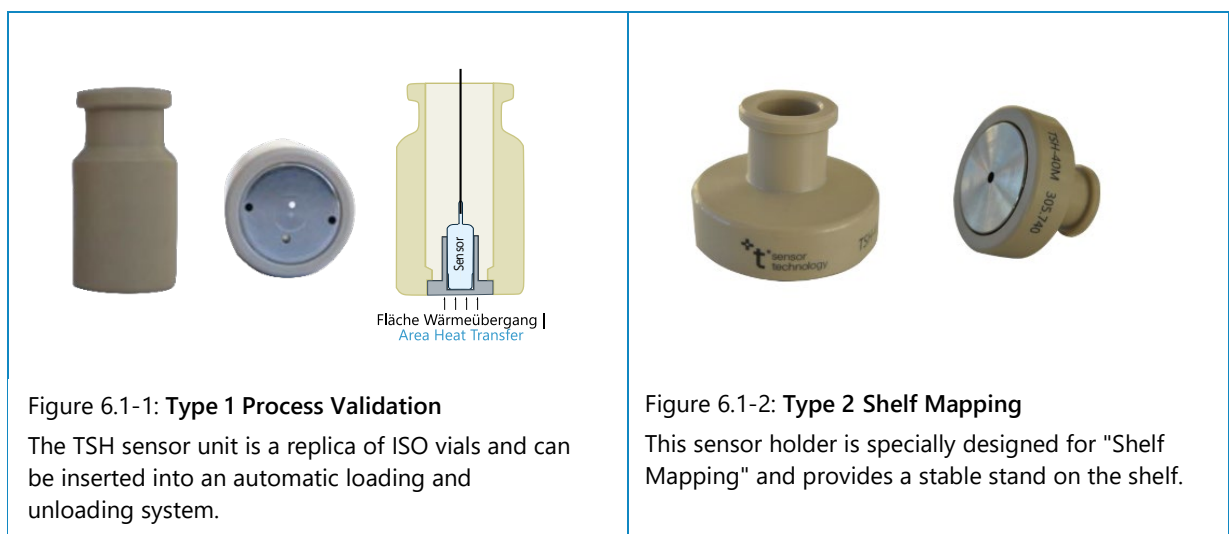 Sensor
Fläche Wärmeübergang |
Area Heat Transfer
Figure 6.1-1: Type 1 Process Validation
The TSH sensor unit is a replica of ISO vials and can
be inserted into an automatic loading and
unloading system.
t
sensor
technology
TSH-
TSH-40M 305.740
Figure 6.1-2: Type 2 Shelf Mapping
This sensor holder is specially designed for "Shelf
Mapping" and provides a stable stand on the shelf.